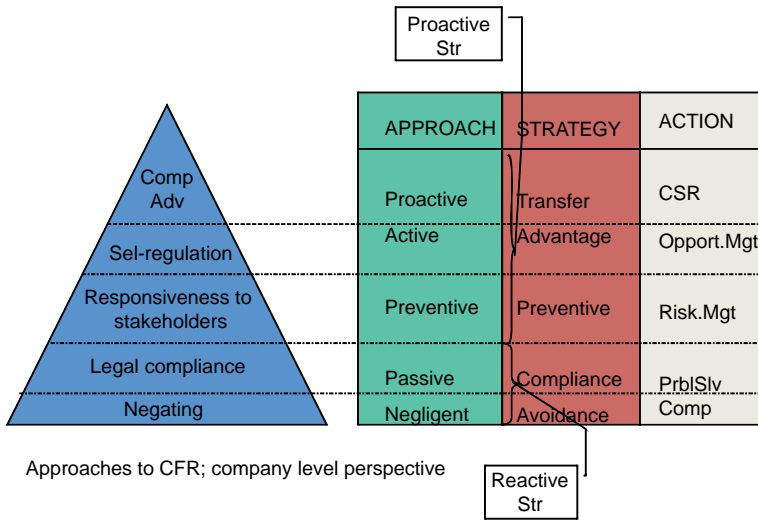 Proactive
Str
APPROACH STRATEGY ACTION
Comp
Adv
Proactive Transfer CSR
Sel-regulation
Active Advantage Opport.Mgt
Responsiveness to
stakeholders
Preventive Preventive Risk.Mgt
Legal compliance
Passive Compliance PrblSlv
Negating
Negligent Avoidance Comp
Approaches to CFR; company level perspective
Reactive
Str